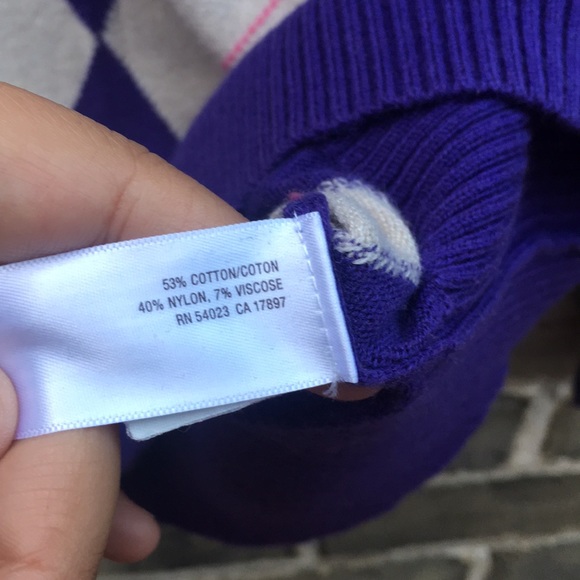 53% COTTON/COTON
40% NYLON, 7% VISCOSE
RN 54023 CA 17897